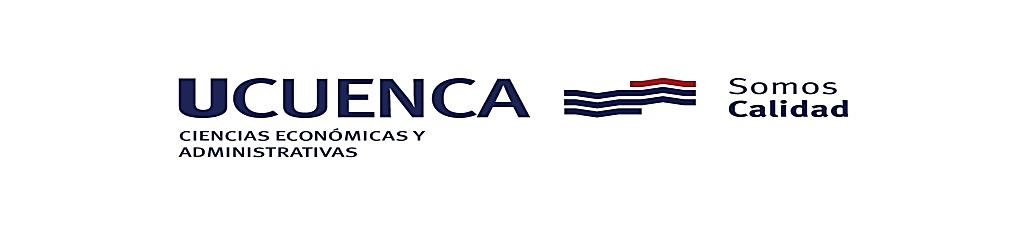 UCUENCA
CIENCIAS ECONÓMICAS Y
ADMINISTRATIVAS
Somos
Calidad